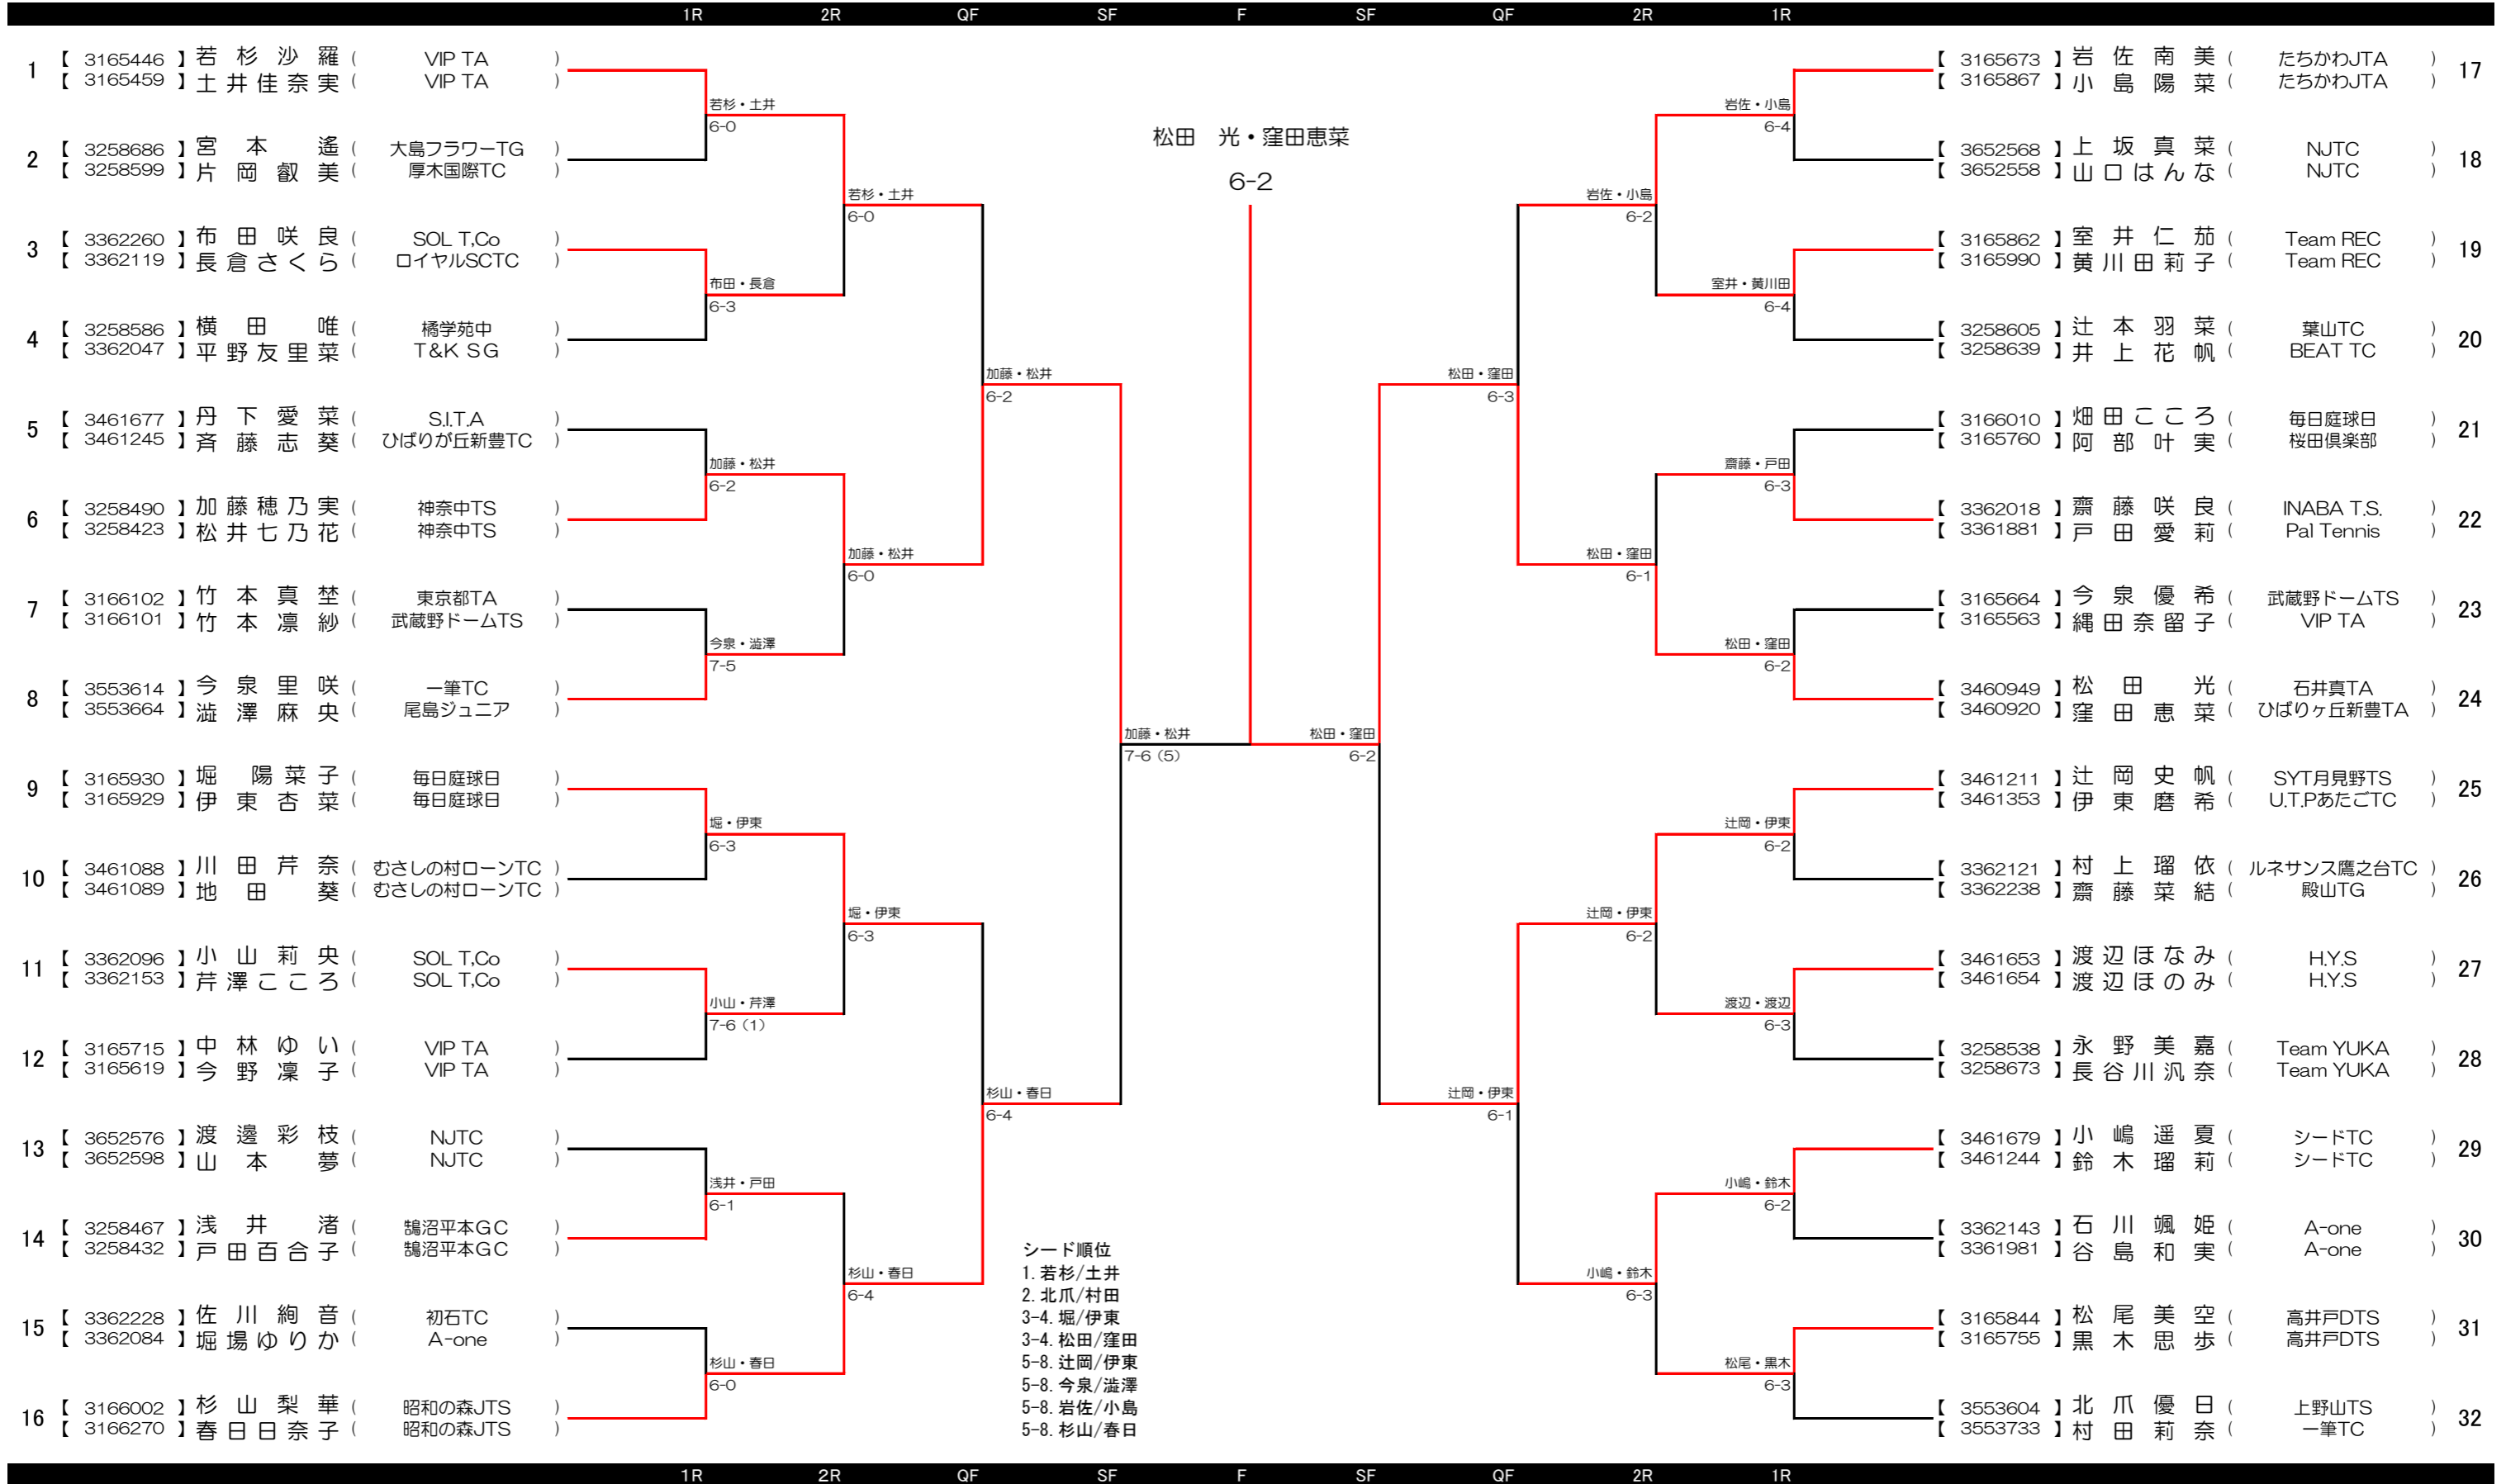 1R 2R QF SF F SF QF 2R 1R
1 【 3165446 】 若杉沙羅 ( VIP TA )
【 3165459 】 土井佳奈実 ( VIP TA )
若杉・土井
6-0
2 【 3258686 】 宮本遙 ( 大島フラワーTG )
【 3258599 】 片岡叡美 ( 厚木国際TC )
若杉・土井
6-0
3 【 3362260 】 布田咲良 ( SOL T,Co )
【 3362119 】 長倉さくら ( ロイヤルSCTC )
布田・長倉
6-3
4 【 3258586 】 横田唯 ( 橘学苑中 )
【 3362047 】 平野友里菜 ( T&K SG )
加藤・松井
6-2
5 【 3461677 】 丹下愛菜 ( S.I.T.A )
【 3461245 】 斉藤志葵 ( ひばりが丘新豊TC )
加藤・松井
6-2
6 【 3258490 】 加藤穂乃実 ( 神奈中TS )
【 3258423 】 松井七乃花 ( 神奈中TS )
加藤・松井
6-0
7 【 3166102 】 竹本真埜 ( 東京都TA )
【 3166101 】 竹本凛紗 ( 武蔵野ドームTS )
今泉・澁澤
7-5
8 【 3553614 】 今泉里咲 ( 一筆TC )
【 3553664 】 澁澤麻央 ( 尾島ジュニア )
加藤・松井
7-6（5）
9 【 3165930 】 堀陽菜子 ( 毎日庭球日 )
【 3165929 】 伊東杏菜 ( 毎日庭球日 )
堀・伊東
6-3
10 【 3461088 】 川田芹奈 ( むさしの村ローンTC )
【 3461089 】 地田葵 ( むさしの村ローンTC )
堀・伊東
6-3
11 【 3362096 】 小山莉央 ( SOL T,Co )
【 3362153 】 芹澤こころ ( SOL T,Co )
小山・芹澤
7-6（1）
12 【 3165715 】 中林ゆい ( VIP TA )
【 3165619 】 今野凜子 ( VIP TA )
杉山・春日
6-4
13 【 3652576 】 渡邊彩枝 ( NJTC )
【 3652598 】 山本夢 ( NJTC )
浅井・戸田
6-1
14 【 3258467 】 浅井渚 ( 鵠沼平本GC )
【 3258432 】 戸田百合子 ( 鵠沼平本GC )
杉山・春日
6-4
15 【 3362228 】 佐川絢音 ( 初石TC )
【 3362084 】 堀場ゆりか ( A-one )
杉山・春日
6-0
16 【 3166002 】 杉山梨華 ( 昭和の森JTS )
【 3166270 】 春日日奈子 ( 昭和の森JTS )
松田 光・窪田恵菜
6-2
シード順位
1. 若杉/土井
2. 北爪/村田
3-4. 堀/伊東
3-4. 松田/窪田
5-8. 辻岡/伊東
5-8. 今泉/澁澤
5-8. 岩佐/小島
5-8. 杉山/春日
【 3165673 】 岩佐南美 ( たちかわJTA ) 17
【 3165867 】 小島陽菜 ( たちかわJTA )
岩佐・小島
6-4
【 3652568 】 上坂真菜 ( NJTC ) 18
【 3652558 】 山口はんな ( NJTC )
岩佐・小島
6-2
【 3165862 】 室井仁茄 ( Team REC ) 19
【 3165990 】 黄川田莉子 ( Team REC )
室井・黄川田
6-4
【 3258605 】 辻本羽菜 ( 葉山TC ) 20
【 3258639 】 井上花帆 ( BEAT TC )
松田・窪田
6-3
【 3166010 】 畑田こころ ( 毎日庭球日 ) 21
【 3165760 】 阿部叶実 ( 桜田倶楽部 )
齋藤・戸田
6-3
【 3362018 】 齋藤咲良 ( INABA T.S. ) 22
【 3361881 】 戸田愛莉 ( Pal Tennis )
松田・窪田
6-1
【 3165664 】 今泉優希 ( 武蔵野ドームTS ) 23
【 3165563 】 縄田奈留子 ( VIP TA )
松田・窪田
6-2
【 3460949 】 松田光 ( 石井真TA ) 24
【 3460920 】 窪田恵菜 ( ひばりヶ丘新豊TA )
松田・窪田
6-2
【 3461211 】 辻岡史帆 ( SYT月見野TS ) 25
【 3461353 】 伊東磨希 ( U.T.PあたごTC )
辻岡・伊東
6-2
【 3362121 】 村上瑠依 ( ルネサンス鷹之台TC ) 26
【 3362238 】 齋藤菜結 ( 殿山TG )
辻岡・伊東
6-2
【 3461653 】 渡辺ほなみ ( H.Y.S ) 27
【 3461654 】 渡辺ほのみ ( H.Y.S )
渡辺・渡辺
6-3
【 3258538 】 永野美嘉 ( Team YUKA ) 28
【 3258673 】 長谷川汎奈 ( Team YUKA )
辻岡・伊東
6-1
【 3461679 】 小嶋遥夏 ( シードTC ) 29
【 3461244 】 鈴木瑠莉 ( シードTC )
小嶋・鈴木
6-2
【 3362143 】 石川颯姫 ( A-one ) 30
【 3361981 】 谷島和実 ( A-one )
小嶋・鈴木
6-3
【 3165844 】 松尾美空 ( 高井戸DTS ) 31
【 3165755 】 黒木思歩 ( 高井戸DTS )
松尾・黒木
6-3
【 3553604 】 北爪優日 ( 上野山TS ) 32
【 3553733 】 村田莉奈 ( 一筆TC )
1R 2R QF SF F SF QF 2R 1R